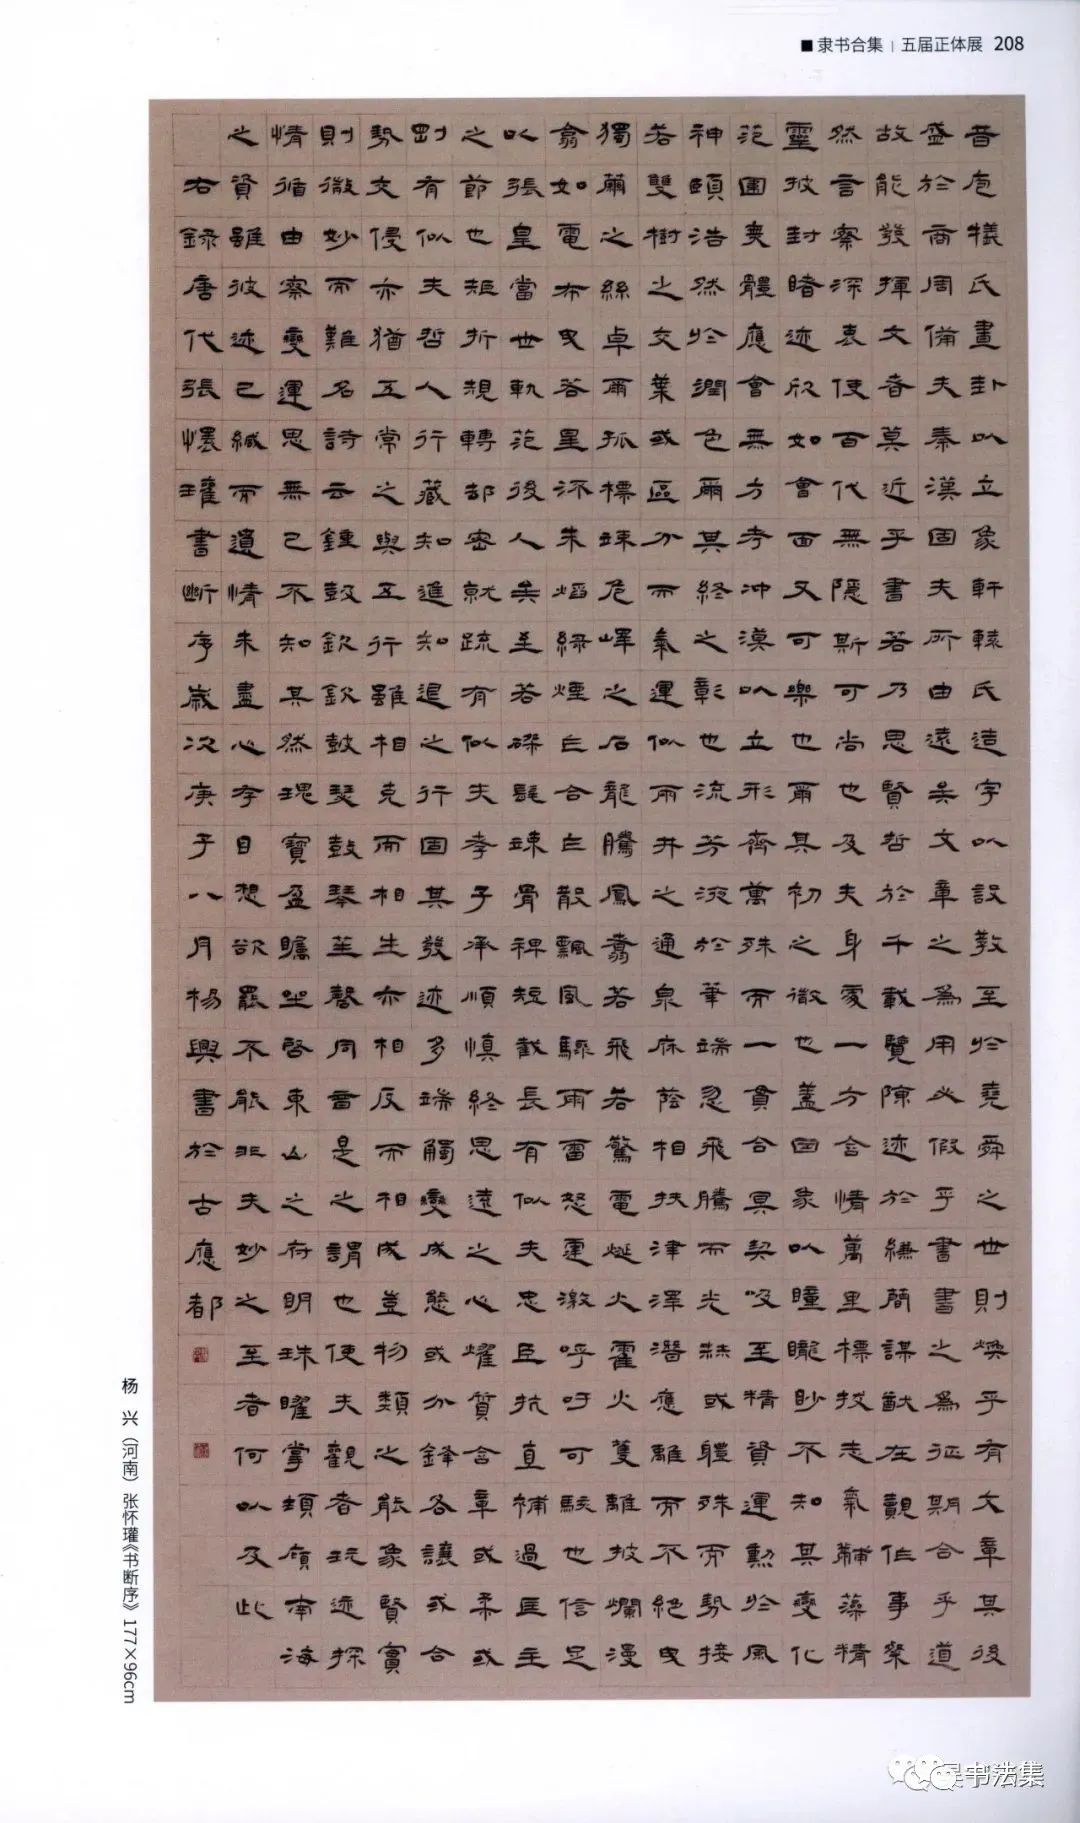 ■隶书合集 | 五届正体展 208
昔庖犧氏畫卦以立象軒轅氏造字以設教至於堯舜之世則煥乎有文章其後
盛於商周備夫秦漢固夫所由遠矣文章之為用必假乎書書之為征期合乎道
故能發揮文者莫近乎書若乃思賢哲於千載覽陳迹於縑簡謀猷在覿作事粲
然言察深衷使百代無隱斯可尚也及夫身處一方含情萬里標拔志氣黼藻精
靈披封睹迹欣如會面又可樂也爾其初之微也蓋因象以瞳矓眇不知其變化
范圍無體應會無方考沖漠以立形齊萬殊而一貫合冥契吸至精資運動於風
神頤浩然於潤色爾其終之彰也流芳液於筆端忽飛騰而光赫或體殊而勢接
若雙樹之交葉或區分而氣運似兩井之通泉庥蔭相扶津澤潛應離而不絕曳
獨繭之絲卓爾孤標竦危峰之石龍騰鳳翥若飛若驚電烻火霍火蔓離披爛漫
翕如電布曳若星流朱焰綠煙乍合乍散飄風驟雨雷怒霆激呼吁可駭也信足
以張皇當世軌范後人矣至若磔髦竦骨裨短截長有似夫忠臣抗直補過匡主
之節也矩折規轉却密就疏有似夫孝子承順慎終思遠之心耀質含章或柔或
剛有似夫哲人行藏知進知退之行固其發迹多端觸變成態或分鋒各讓或合
勢交侵亦猶五常之與五行雖相克而相生亦相反而相成豈物類之能象賢實
則微妙而難名詩云鐘鼓欽欽鼓瑟鼓琴笙磬同音是之謂也使夫觀者玩迹探
情循由察變運思無已不知其然瑰寶盈矚坐啓東山之府明珠曜掌頓傾南海
之資雖彼迹已緘而遺情未盡心存目想欲罷不能非夫妙之至者何以及此
右錄唐代張懷瓘書斷序歲次庚子八月楊興書於古應都
杨 兴（河南）张怀瓘《书断序》 177×96cm
书法集